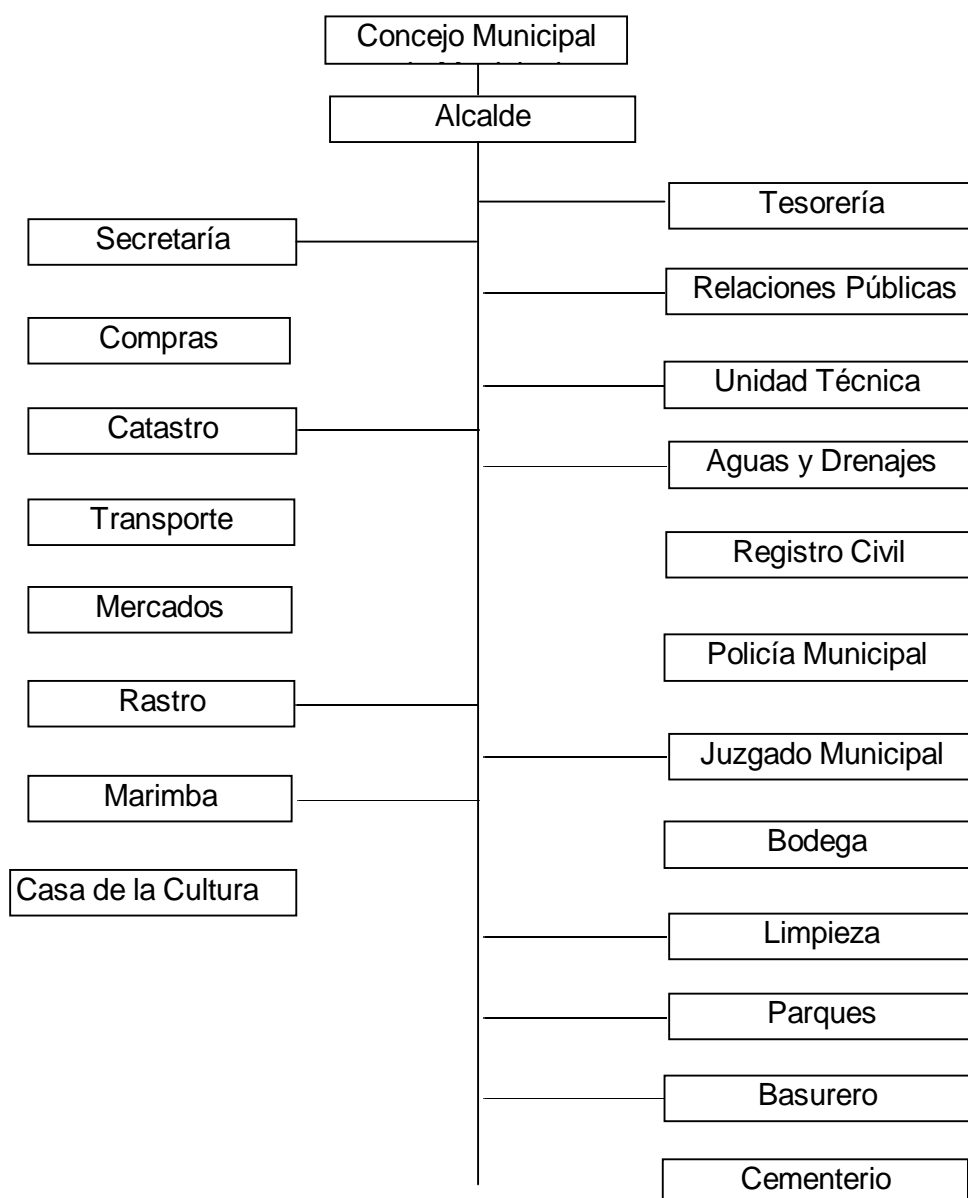 Concejo Municipal
Alcalde
Tesorería
Secretaría
Relaciones Públicas
Compras
Unidad Técnica
Catastro
Aguas y Drenajes
Transporte
Registro Civil
Mercados
Policía Municipal
Rastro
Juzgado Municipal
Marimba
Bodega
Casa de la Cultura
Limpieza
Parques
Basurero
Cementerio